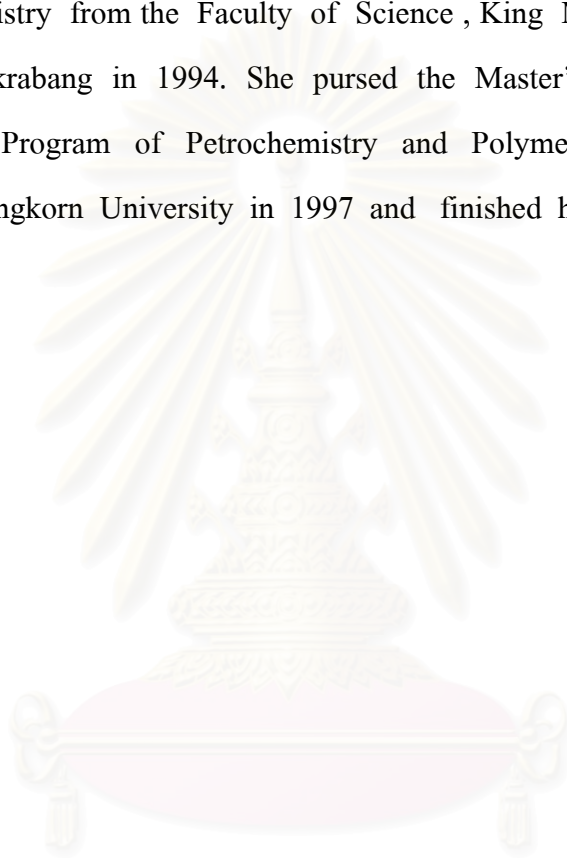 istry from the Faculty of Science , King
krabang in 1994. She pursed the Master'
Program of Petrochemistry and Polyme
ngkorn University in 1997 and finished h